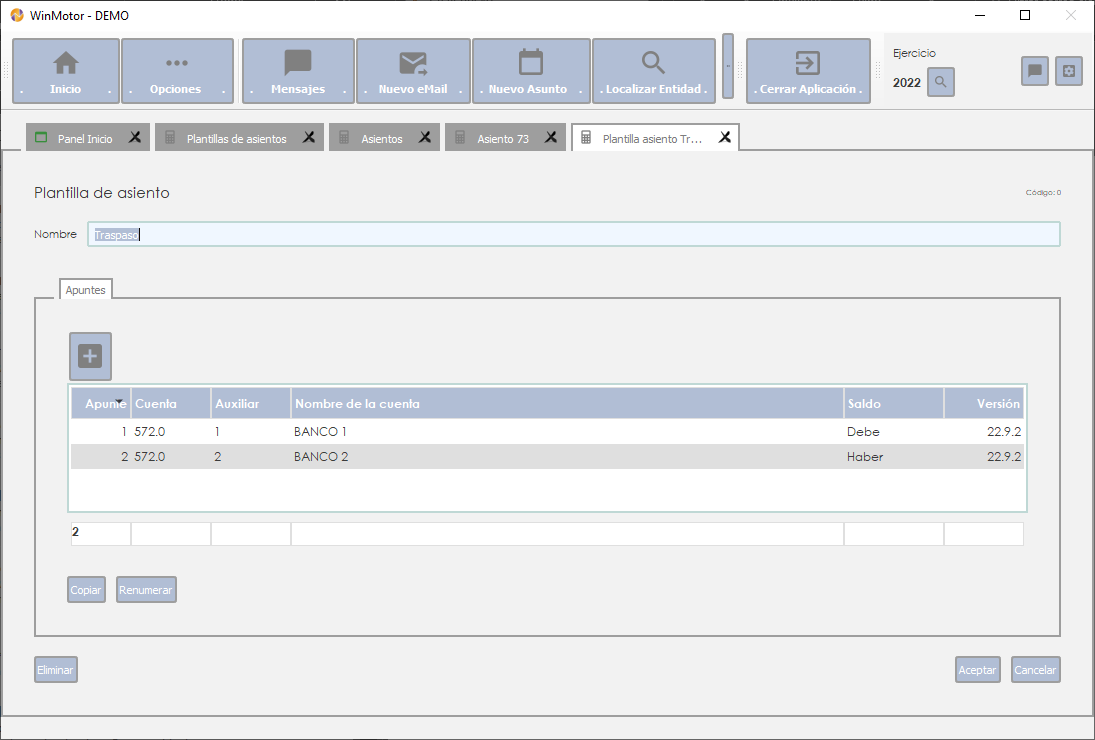 WinMotor - DEMO
. Inicio .
. Opciones .
. Mensajes .
. Nuevo eMail .
. Nuevo Asunto .
. Localizar Entidad .
. Cerrar Aplicación .
Ejercicio
2022
Panel Inicio
Plantillas de asientos
Asientos
Asiento 73
Plantilla asiento Tr...
Plantilla de asiento
Código: 0
Nombre Traspaso
Apuntes
Apunte Cuenta Auxiliar Nombre de la cuenta Saldo Versión
1 572.0 1 BANCO 1 Debe 22.9.2
2 572.0 2 BANCO 2 Haber 22.9.2
2
Copiar Renumerar
Eliminar Aceptar Cancelar